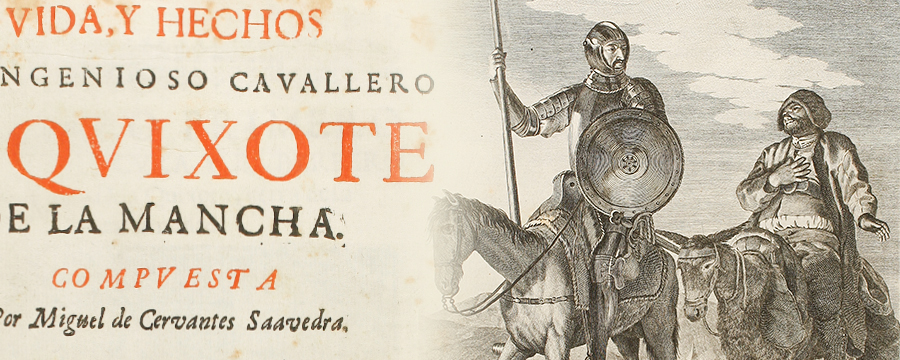 VIDA,Y HECHOS
NGENIOSO CAVALLERO
QVIXOTE
E LA MANCHA.
COMPVESTA
Por Miguel de Cervantes Saavedra.